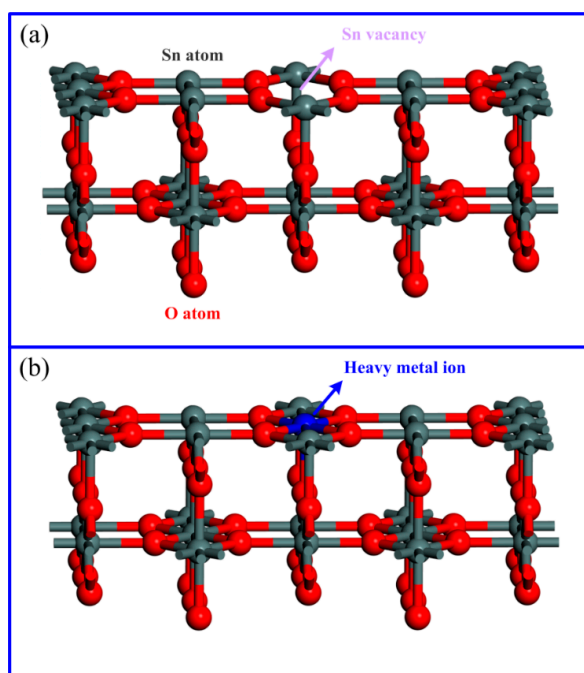 (a)
Sn vacancy
Sn atom
O atom
(b)
Heavy metal ion